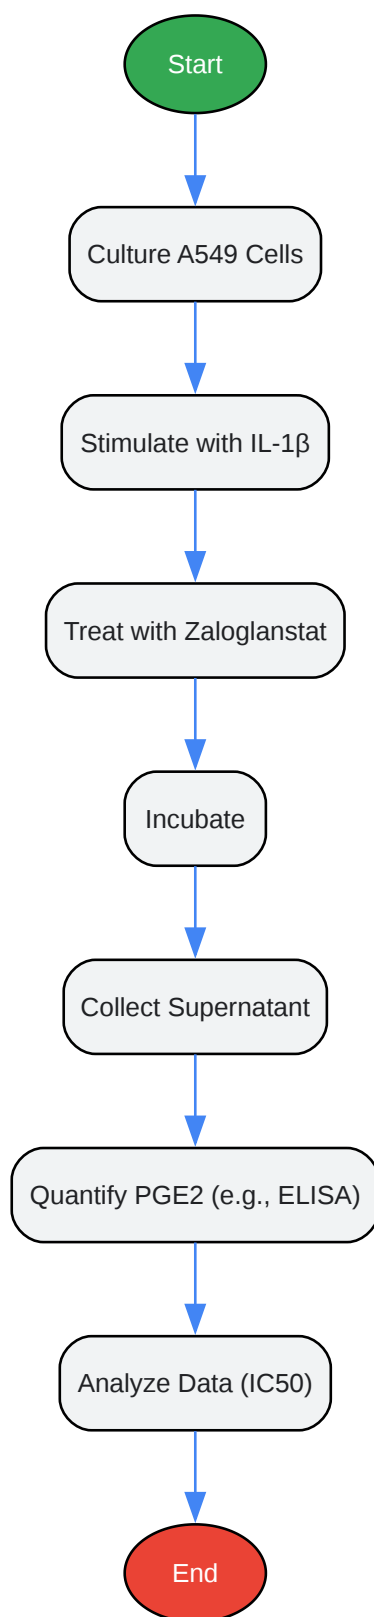 Start
Culture A549 Cells
Stimulate with IL-1β
Treat with Zaloglanstat
Incubate
Collect Supernatant
Quantify PGE2 (e.g., ELISA)
Analyze Data (IC50)
End